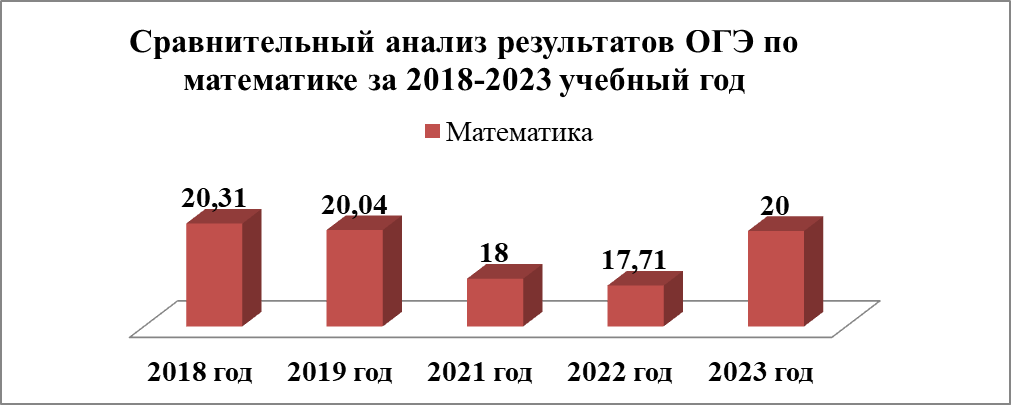 Сравнительный анализ результатов ОГЭ по
математике за 2018-2023 учебный год
Математика
20,31
20,04
18
17,71
20
2018 год
2019 год
2021 год
2022 год
2023 год